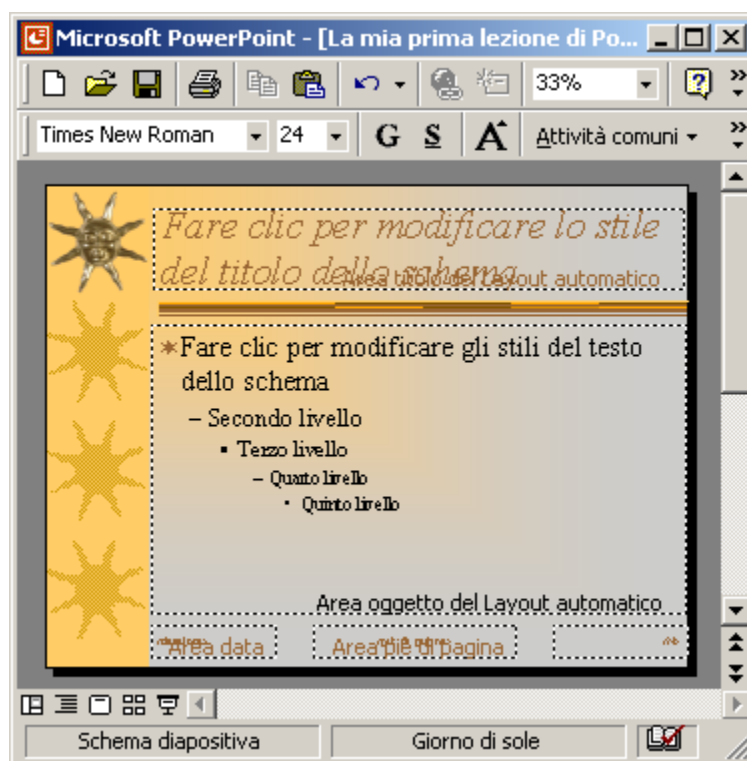 Microsoft PowerPoint - [La mia prima lezione di Po...
33%
Times New Roman 24 G S A Attività comuni
Fare clic per modificare lo stile
del titolo dello schema
Area titolo del Layout automatico
Fare clic per modificare gli stili del testo
dello schema
– Secondo livello
• Terzo livello
– Quarto livello
• Quinto livello
Area oggetto del Layout automatico
Area data Area piè di pagina
Schema diapositiva Giorno di sole